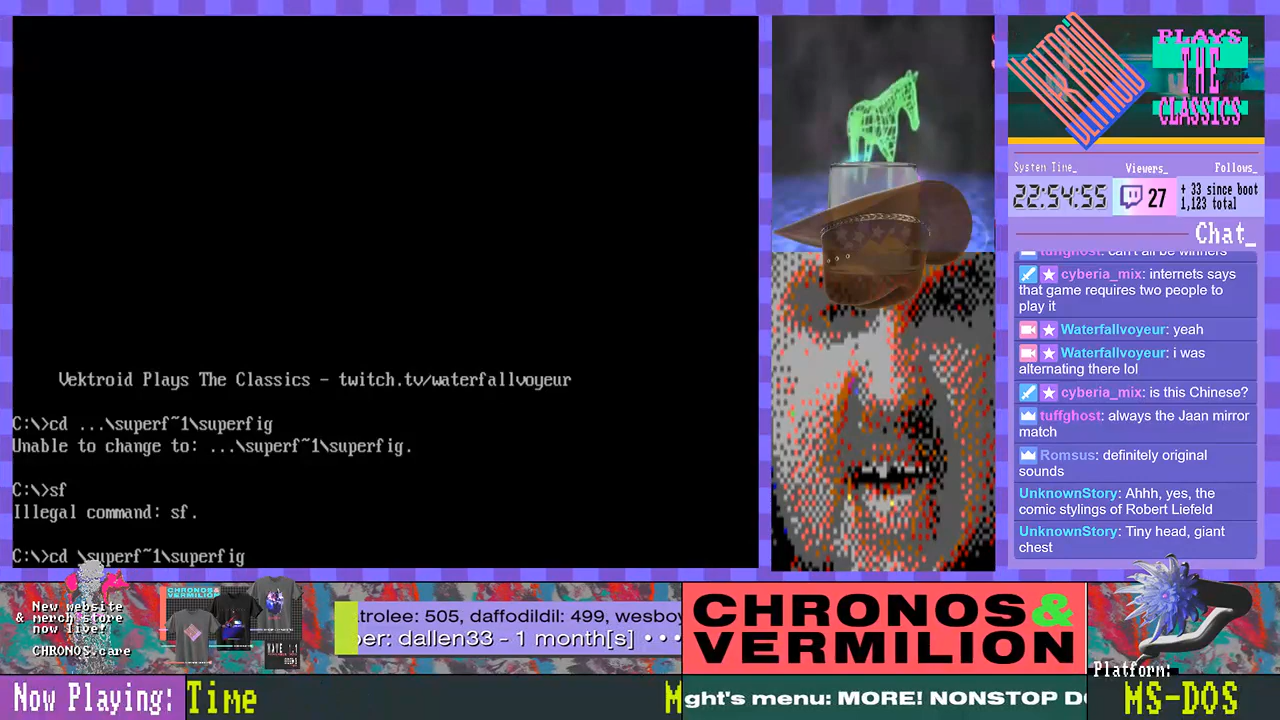 Vektroid Plays The Classics - twitch.tv/waterfallvoyeur
C:\>cd ...\superf~1\superfig
Unable to change to: ...\superf~1\superfig.
C:\>sf
Illegal command: sf.
C:\>cd \superf~1\superfig
VEKTROID
PLAYS
THE
CLASSICS
System Time_
Viewers_
Follows_
22:54:55
27
+ 33 since boot
1,123 total
Chat_
tuffghost: can't all be winners
cyberia_mix: internets says
that game requires two people to
play it
Waterfallvoyeur: yeah
Waterfallvoyeur: i was
alternating there lol
cyberia_mix: is this Chinese?
tuffghost: always the Jaan mirror
match
Romsus: definitely original
sounds
UnknownStory: Ahhh, yes, the
comic stylings of Robert Liefeld
UnknownStory: Tiny head, giant
chest
New website
& merch store
now live!
CHRONOS.care
CHRONOS&
VERMILION
trolee: 505, daffodildil: 499, wesboy
ber: dallen33 - 1 month[s] • • •
CHRONOS&
VERMILION
Platform:
MS-DOS
Now Playing:
Time
M
ght's menu: MORE! NONSTOP D